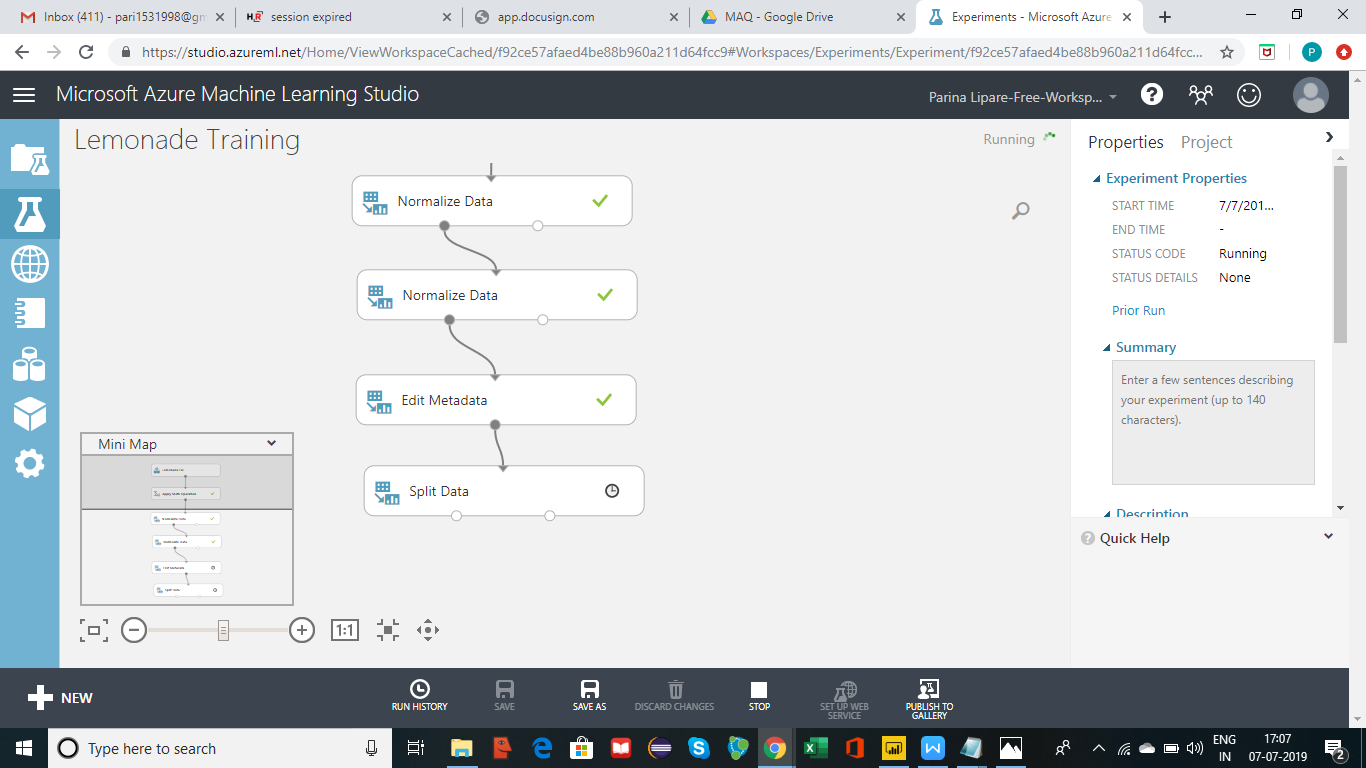 Inbox (411) - pari1531998@gm
session expired
app.docusign.com
MAQ - Google Drive
Experiments - Microsoft Azure
https://studio.azureml.net/Home/ViewWorkspaceCached/f92ce57afaed4be88b960a211d64fcc9#Workspaces/Experiments/Experiment/f92ce57afaed4be88b960a211d64fcc...
P
Microsoft Azure Machine Learning Studio
Parina Lipare-Free-Worksp...
?
Lemonade Training
Running
Normalize Data
Normalize Data
Edit Metadata
Split Data
Mini Map
1:1
Properties
Project
Experiment Properties
START TIME 7/7/201...
END TIME -
STATUS CODE Running
STATUS DETAILS None
Prior Run
Summary
Enter a few sentences describing
your experiment (up to 140
characters).
Description
? Quick Help
NEW
RUN HISTORY
SAVE
SAVE AS
DISCARD CHANGES
STOP
SET UP WEB
SERVICE
PUBLISH TO
GALLERY
Type here to search
ENG
IN
17:07
07-07-2019
2